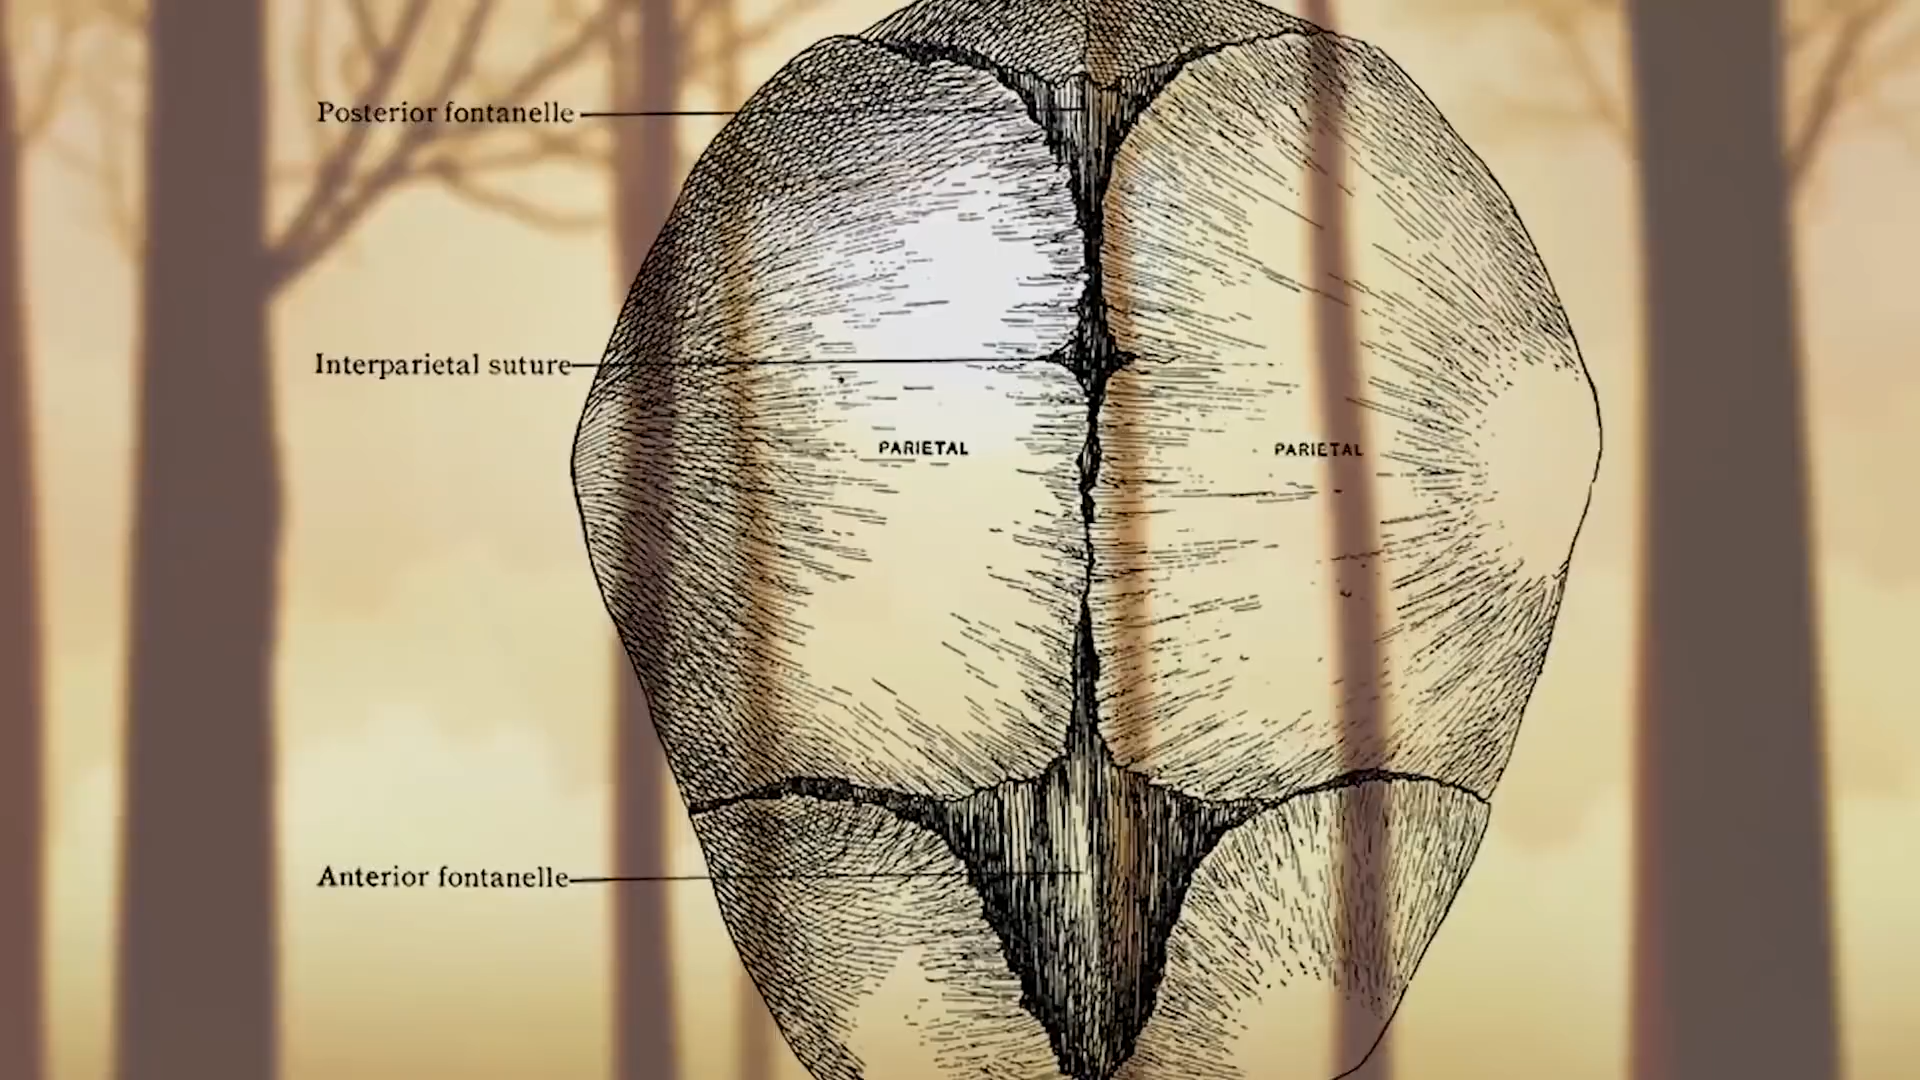 Posterior fontanelle
Interparietal suture
PARIETAL
PARIETAL
Anterior fontanelle